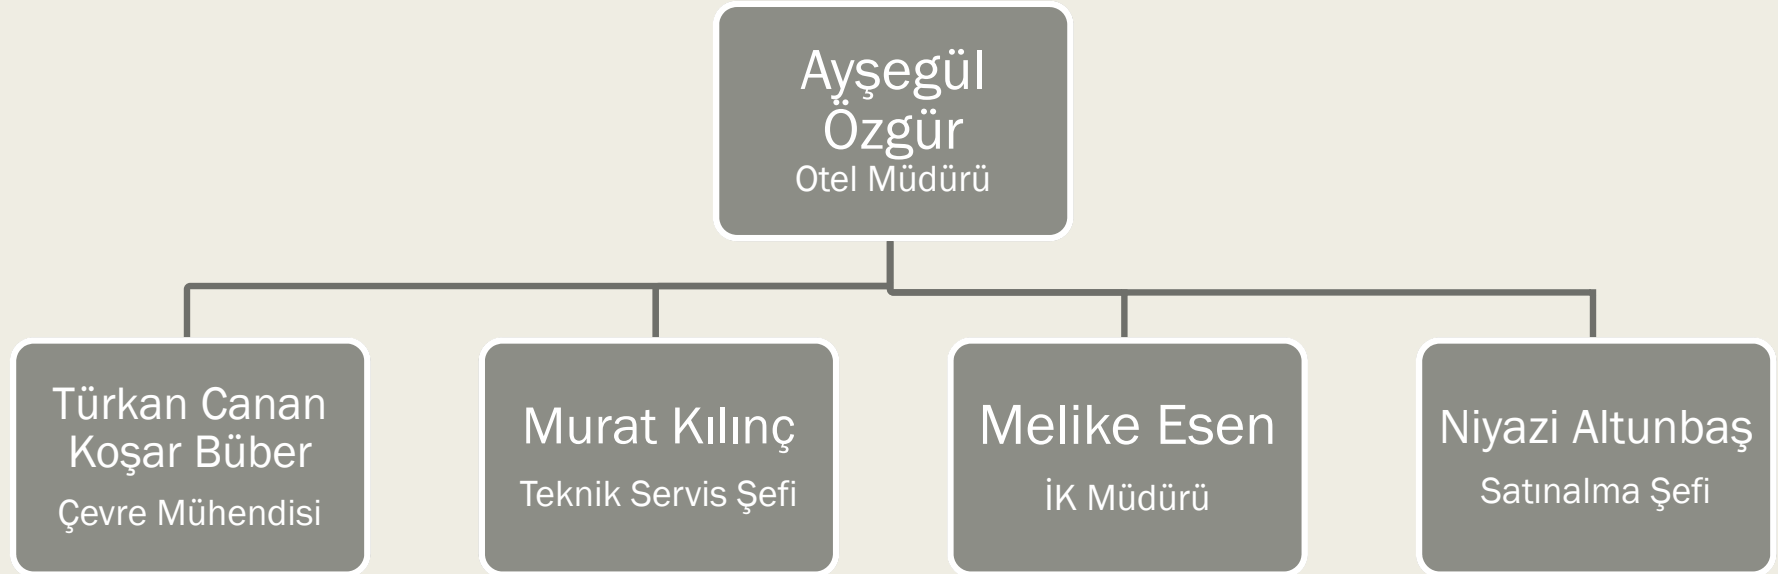 Ayşegül
Özgür
Otel Müdürü
Türkan Canan
Koşar Büber
Çevre Mühendisi
Murat Kılınç
Teknik Servis Şefi
Melike Esen
İK Müdürü
Niyazi Altunbaş
Satınalma Şefi